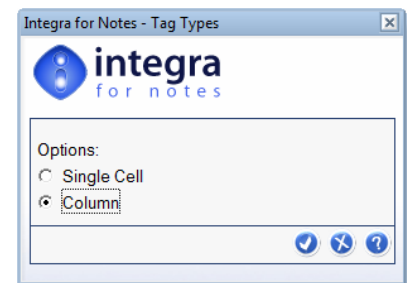 Integra for Notes - Tag Types
integra
for notes
Options:
Single Cell
Column